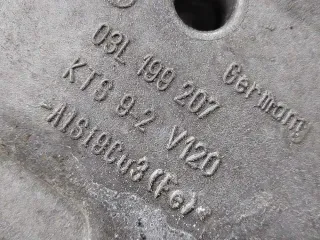 03L 199 207
Germany
KTS 9-2 V120
-AlSi9Cu3(Fe)-